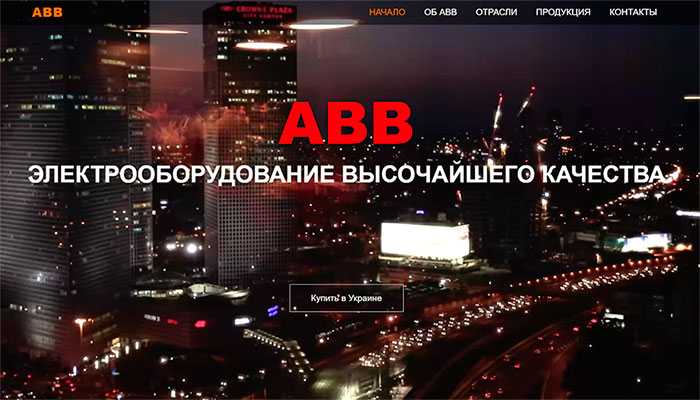 CROWNE PLAZA
CITY CENTER
ABB
НАЧАЛО
ОБ ABB
ОТРАСЛИ
ПРОДУКЦИЯ
КОНТАКТЫ
ABB
ЭЛЕКТРООБОРУДОВАНИЕ ВЫСОЧАЙШЕГО КАЧЕСТВА
Купить в Украине